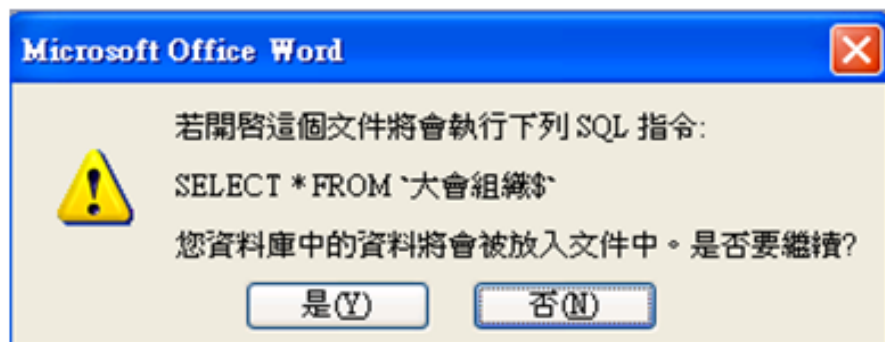 Microsoft Office Word
若開啓這個文件將會執行下列 SQL 指令:
SELECT * FROM `大會組織$`
您資料庫中的資料將會被放入文件中。是否要繼續?
是(Y)
否(N)